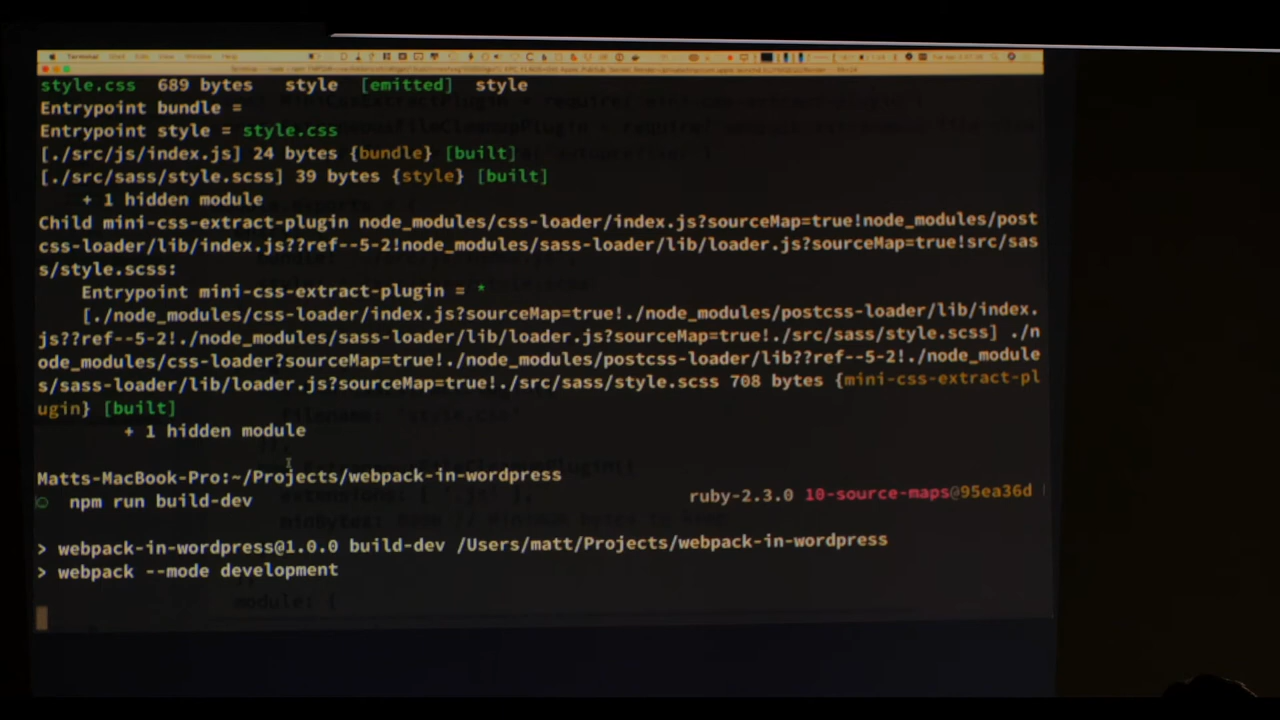 style.css  689 bytes   style  [emitted]  style
Entrypoint bundle =
Entrypoint style = style.css
[./src/js/index.js] 24 bytes {bundle} [built]
[./src/sass/style.scss] 39 bytes {style} [built]
+ 1 hidden module
Child mini-css-extract-plugin node_modules/css-loader/index.js?sourceMap=true!node_modules/post
css-loader/lib/index.js??ref--5-2!node_modules/sass-loader/lib/loader.js?sourceMap=true!src/sas
s/style.scss:
Entrypoint mini-css-extract-plugin = *
[./node_modules/css-loader/index.js?sourceMap=true!./node_modules/postcss-loader/lib/index.
js??ref--5-2!./node_modules/sass-loader/lib/loader.js?sourceMap=true!./src/sass/style.scss] ./n
ode_modules/css-loader?sourceMap=true!./node_modules/postcss-loader/lib??ref--5-2!./node_module
s/sass-loader/lib/loader.js?sourceMap=true!./src/sass/style.scss 708 bytes {mini-css-extract-pl
ugin} [built]
+ 1 hidden module
Matts-MacBook-Pro:~/Projects/webpack-in-wordpress
npm run build-dev ruby-2.3.0 10-source-maps@95ea36d
> webpack-in-wordpress@1.0.0 build-dev /Users/matt/Projects/webpack-in-wordpress
> webpack --mode development
module: {